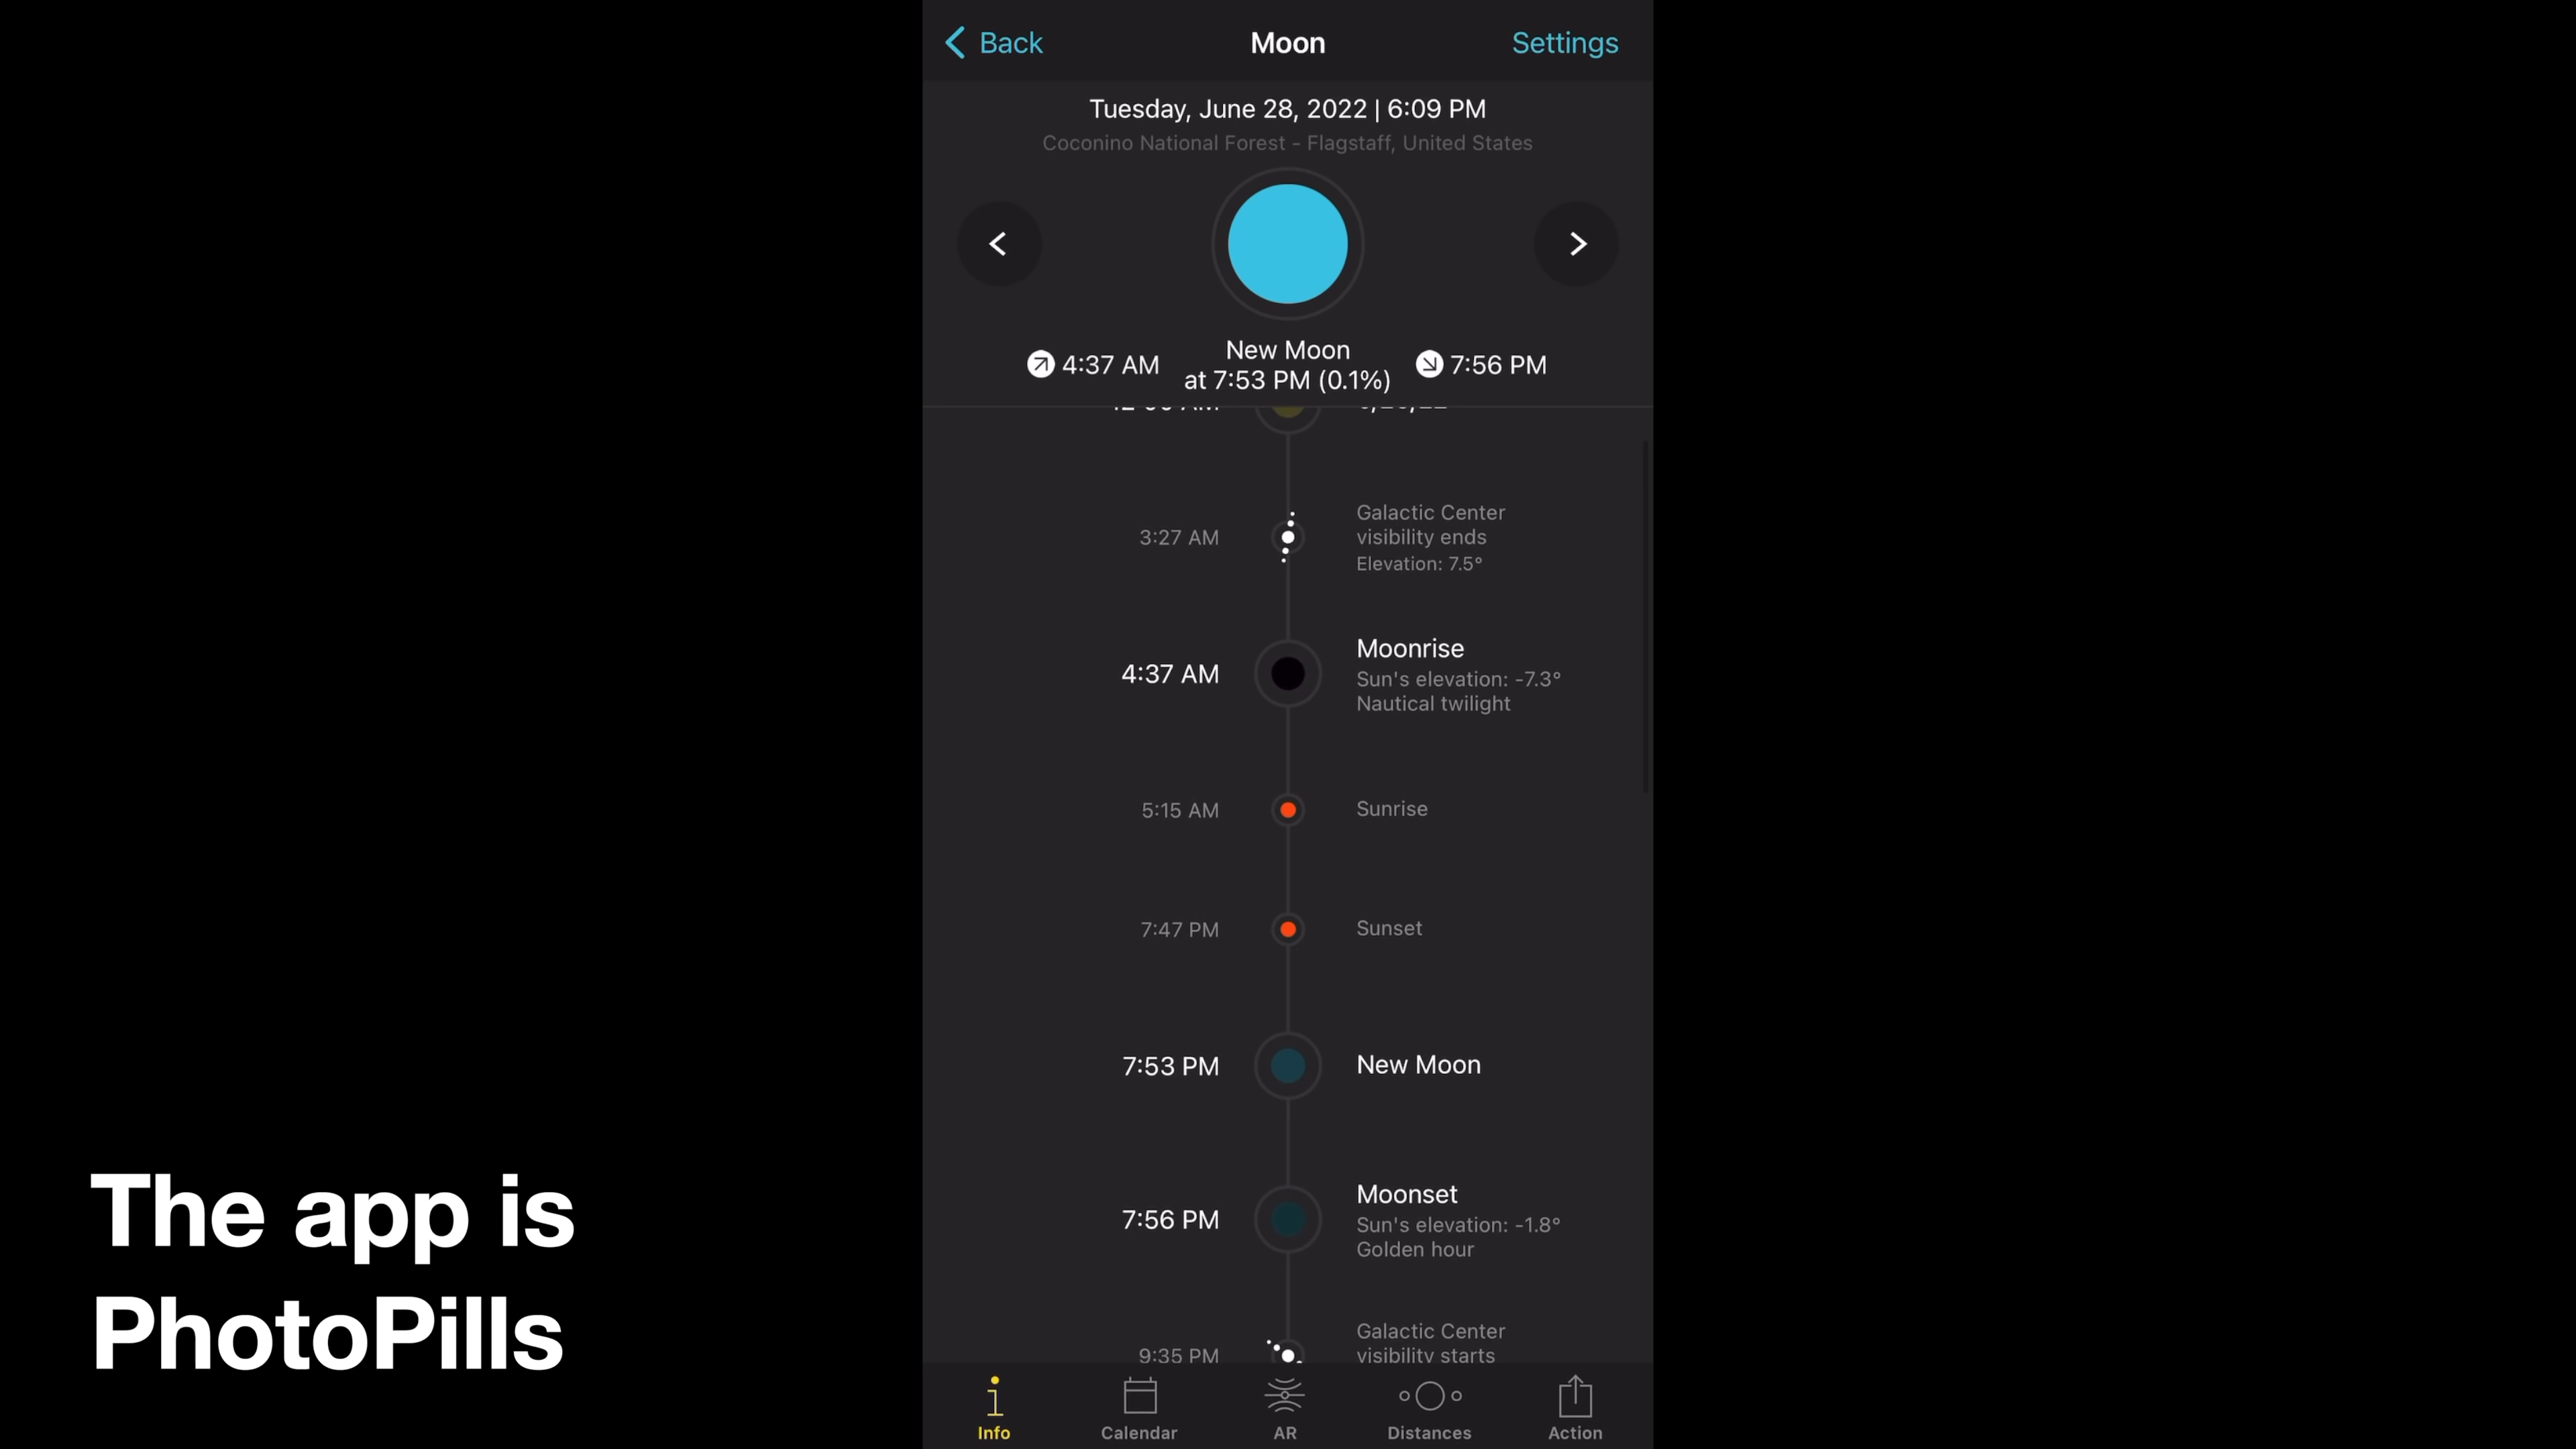 Back
Moon
Settings
Tuesday, June 28, 2022 | 6:09 PM
Coconino National Forest - Flagstaff, United States
4:37 AM
New Moon
at 7:53 PM (0.1%)
7:56 PM
3:27 AM
Galactic Center
visibility ends
Elevation: 7.5°
4:37 AM
Moonrise
Sun's elevation: -7.3°
Nautical twilight
5:15 AM
Sunrise
7:47 PM
Sunset
7:53 PM
New Moon
7:56 PM
Moonset
Sun's elevation: -1.8°
Golden hour
9:35 PM
Galactic Center
visibility starts
The app is
PhotoPills
Info
Calendar
AR
Distances
Action